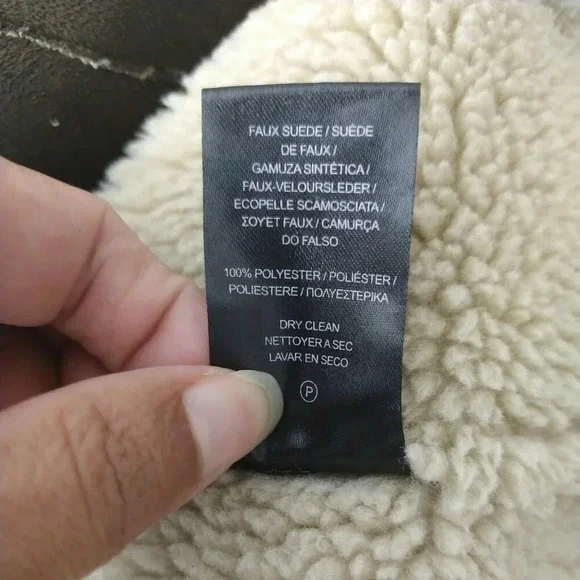 FAUX SUEDE / SUÉDE
DE FAUX /
GAMUZA SINTÉTICA /
FAUX-VELOURSLEDER /
ECOPELLE SCAMOSCIATA /
ΣΟΥΕΤ FAUX / CAMURÇA
DO FALSO
100% POLYESTER / POLIÉSTER /
POLIESTERE / ΠΟΛΥΕΣΤΕΡΙΚΑ
DRY CLEAN
NETTOYER A SEC
LAVAR EN SECO
P